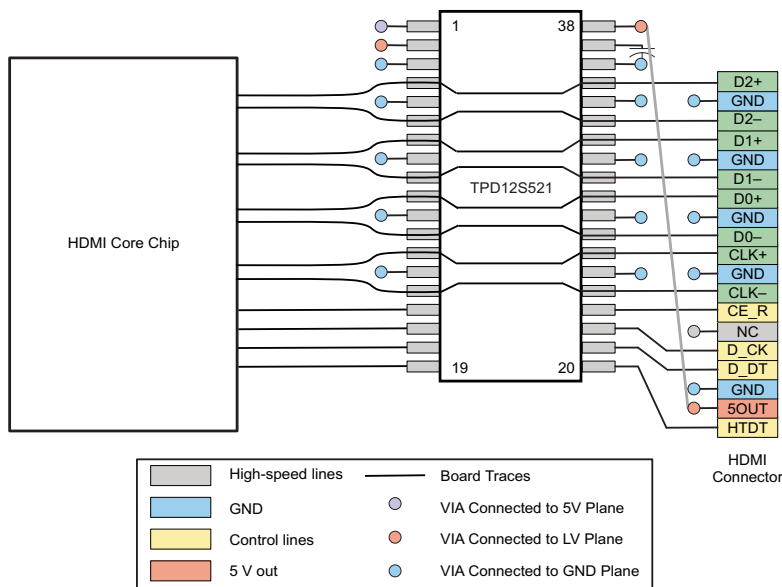 1
38
D2+
GND
D2–
D1+
GND
D1–
D0+
GND
D0–
CLK+
GND
CLK–
CE_R
NC
D_CK
D_DT
GND
5OUT
HTDT
TPD12S521
HDMI Core Chip
19
20
HDMI
Connector
High-speed lines
Board Traces
GND
VIA Connected to 5V Plane
Control lines
VIA Connected to LV Plane
5 V out
VIA Connected to GND Plane